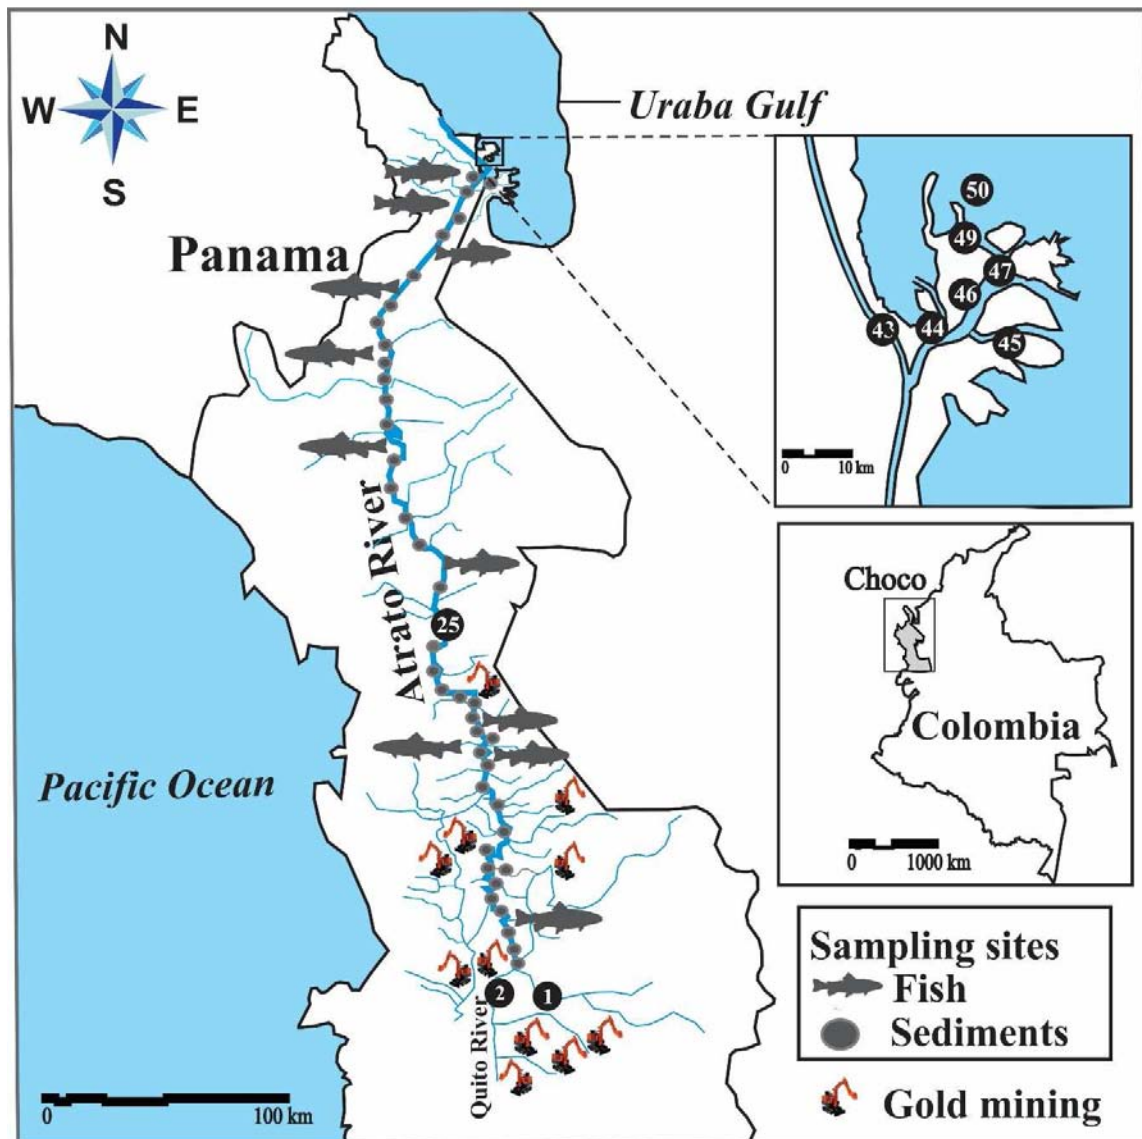 N
W
E
S
Uraba Gulf
Panama
Atrato River
Pacific Ocean
Quito River
25
2
1
0
100 km
50
49
47
46
43
44
45
0
10 km
Choco
Colombia
0
1000 km
Sampling sites
Fish
Sediments
Gold mining